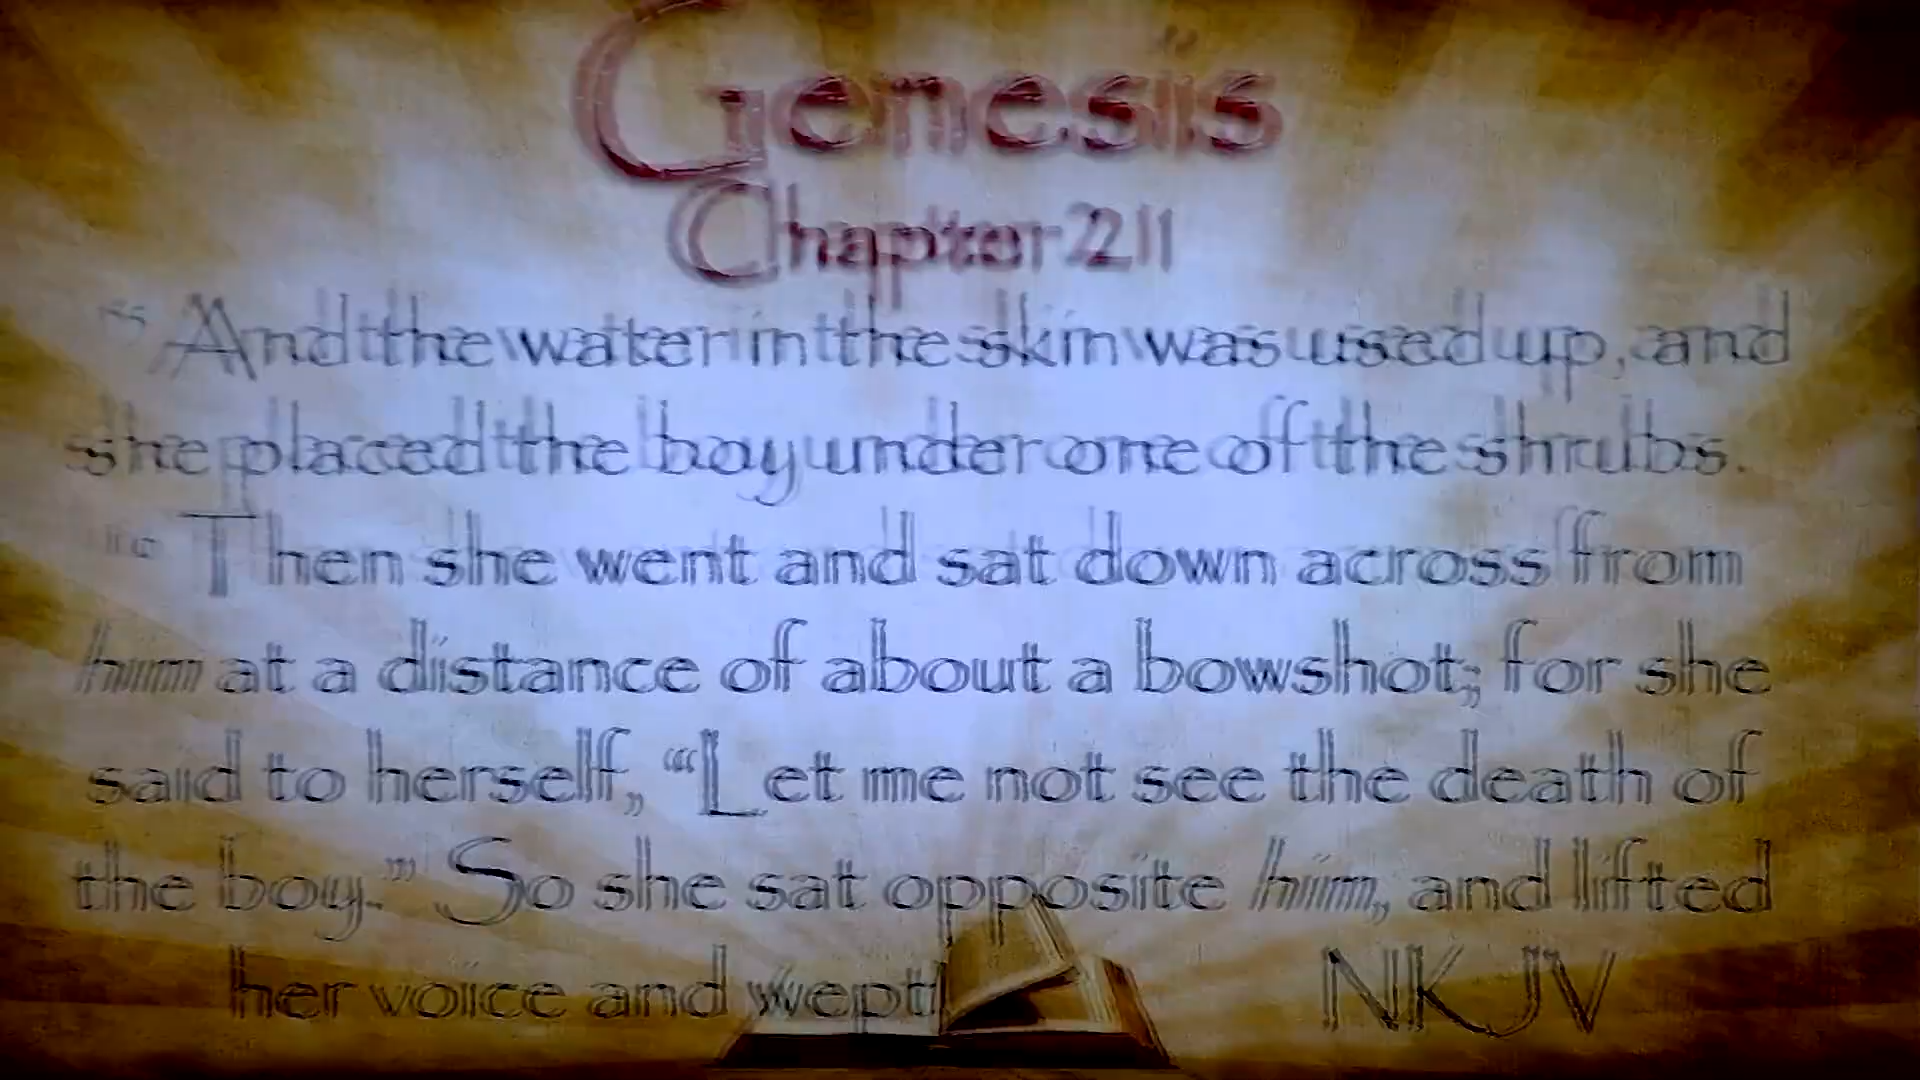 Genesis
Chapter 21
15 And the water in the skin was used up, and
she placed the boy under one of the shrubs.
16 Then she went and sat down across from
him at a distance of about a bowshot; for she
said to herself, “Let me not see the death of
the boy.” So she sat opposite him, and lifted
her voice and wept. NKJV